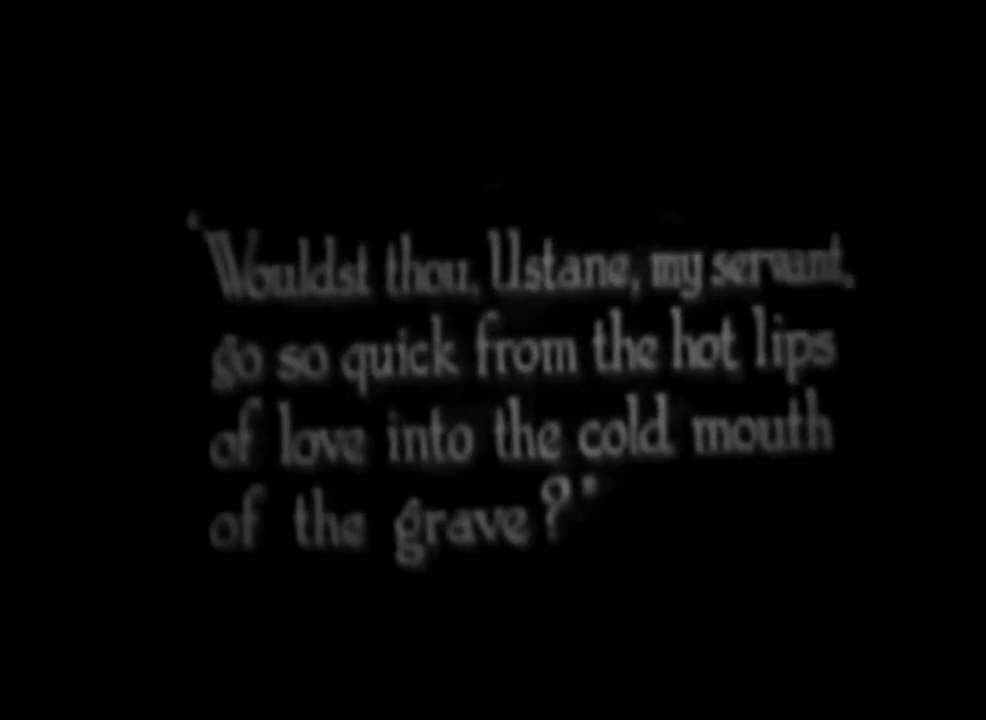 "Wouldst thou, Ustane, my servant,
go so quick from the hot lips
of love into the cold mouth
of the grave?"